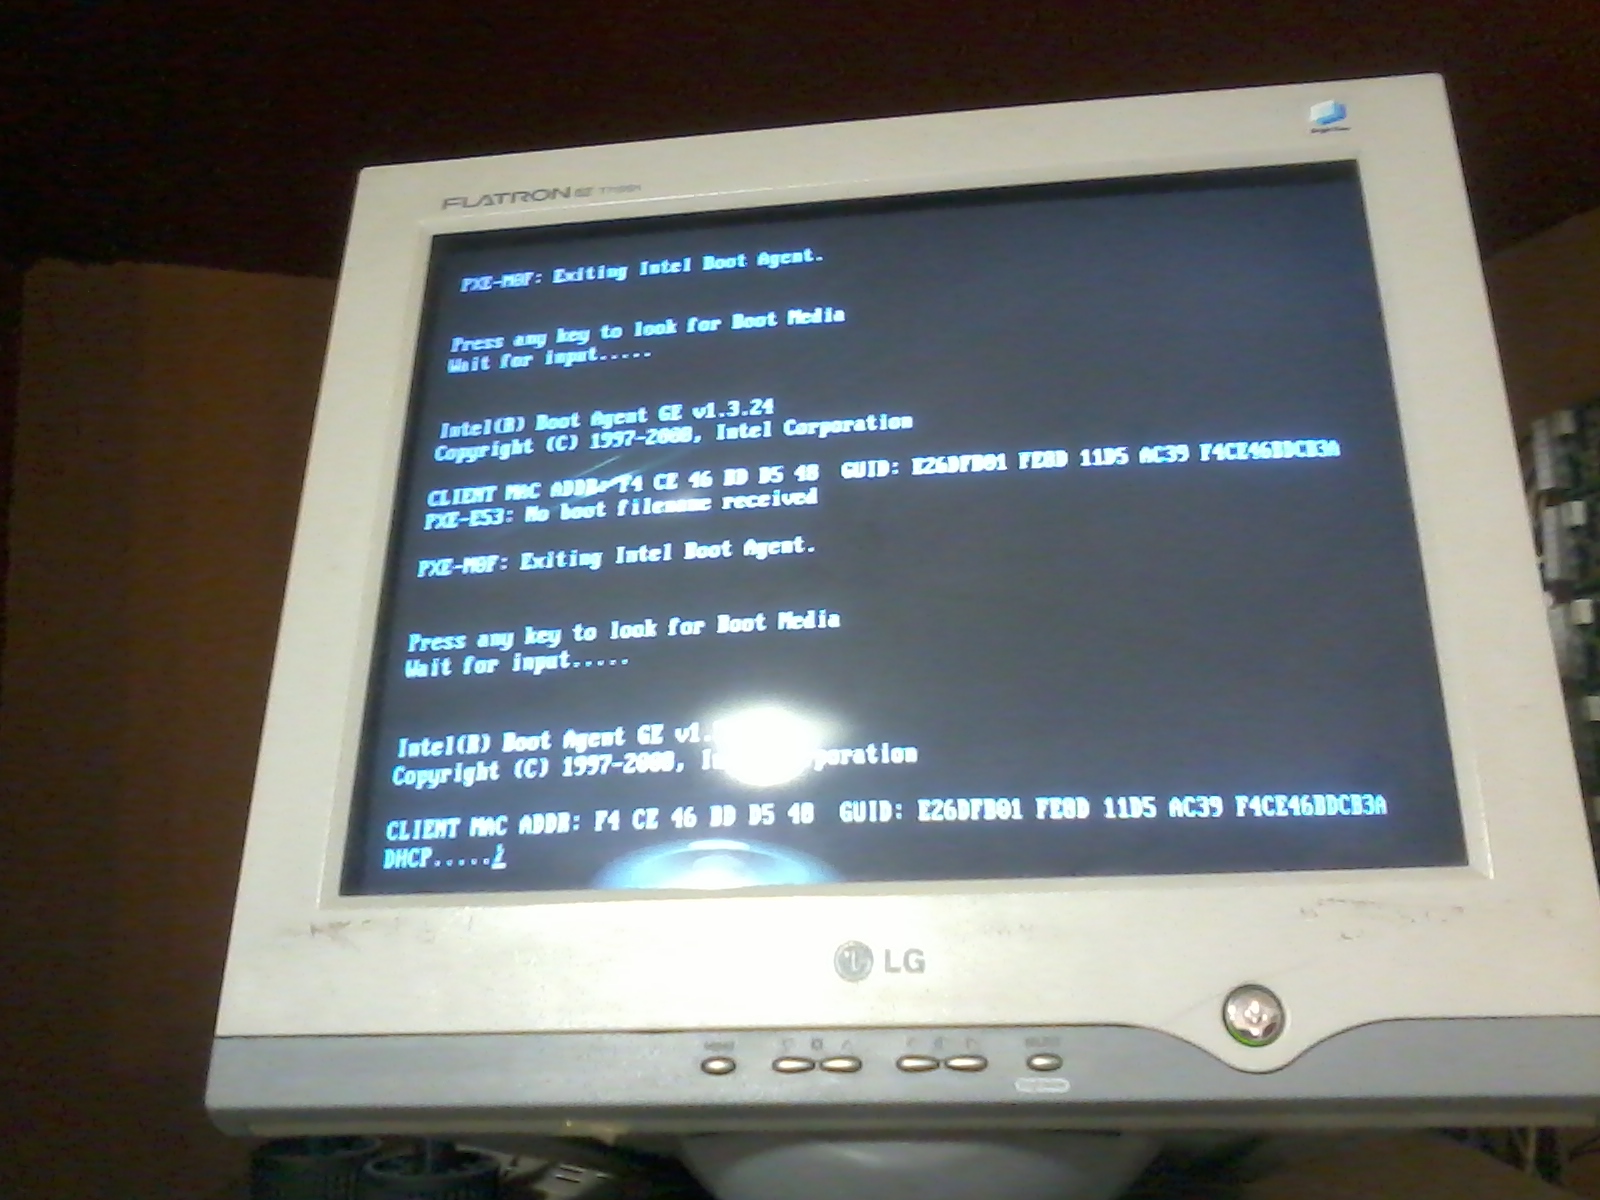 FLATRON
PXE-M0F: Exiting Intel Boot Agent.
Press any key to look for Boot Media
Wait for input.....
Intel(R) Boot Agent GE v1.3.24
Copyright (C) 1997-2008, Intel Corporation
CLIENT MAC ADDR: F4 CE 46 BD D5 48 GUID: E26DFB01 FE8D 11D5 AC39 F4CE46BDCB3A
PXE-E53: No boot filename received
PXE-M0F: Exiting Intel Boot Agent.
Press any key to look for Boot Media
Wait for input.....
Intel(R) Boot Agent GE v1.
Copyright (C) 1997-2008, In poration
CLIENT MAC ADDR: F4 CE 46 BD D5 48 GUID: E26DFB01 FE8D 11D5 AC39 F4CE46BDCB3A
DHCP.....
LG